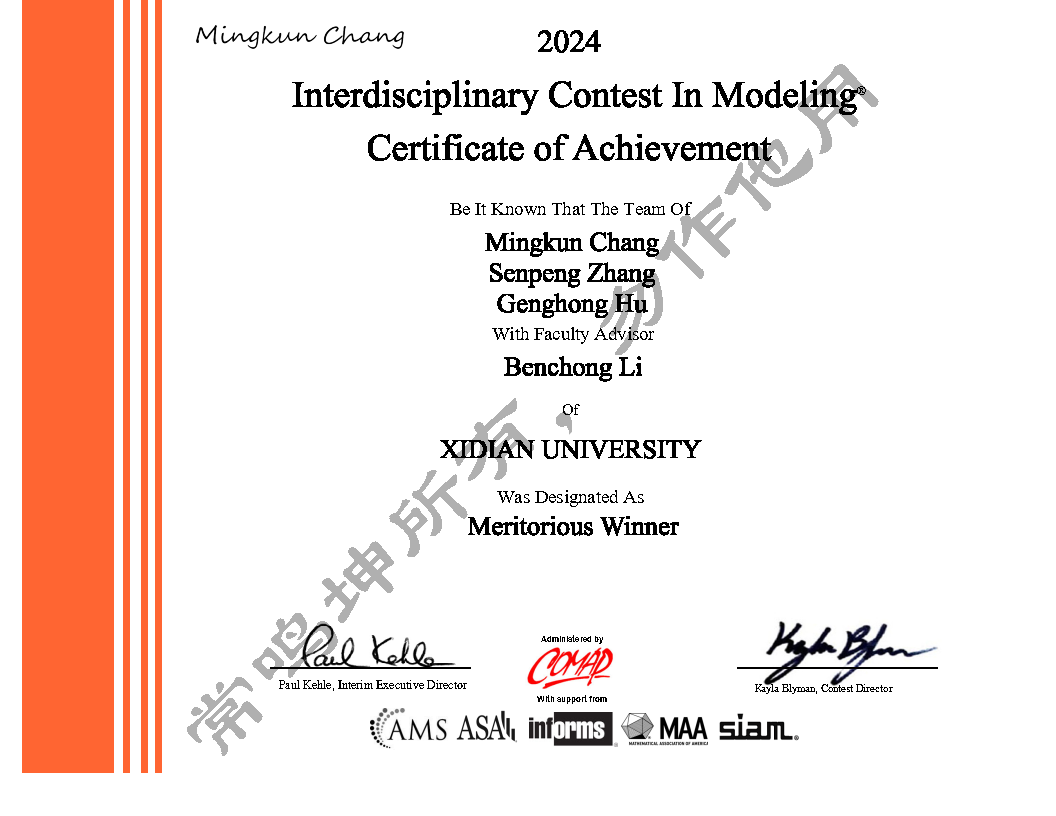 Mingkun Chang
2024
Interdisciplinary Contest In Modeling®
Certificate of Achievement
Be It Known That The Team Of
Mingkun Chang
Senpeng Zhang
Genghong Hu
With Faculty Advisor
Benchong Li
Of
XIDIAN UNIVERSITY
Was Designated As
Meritorious Winner
常鸣坤所有，勿作他用
Paul Kehle
Paul Kehle, Interim Executive Director
Administered by
COMAP
With support from
Kayla Blyman
Kayla Blyman, Contest Director
AMS ASA informs MAA siam®
MATHEMATICAL ASSOCIATION OF AMERICA